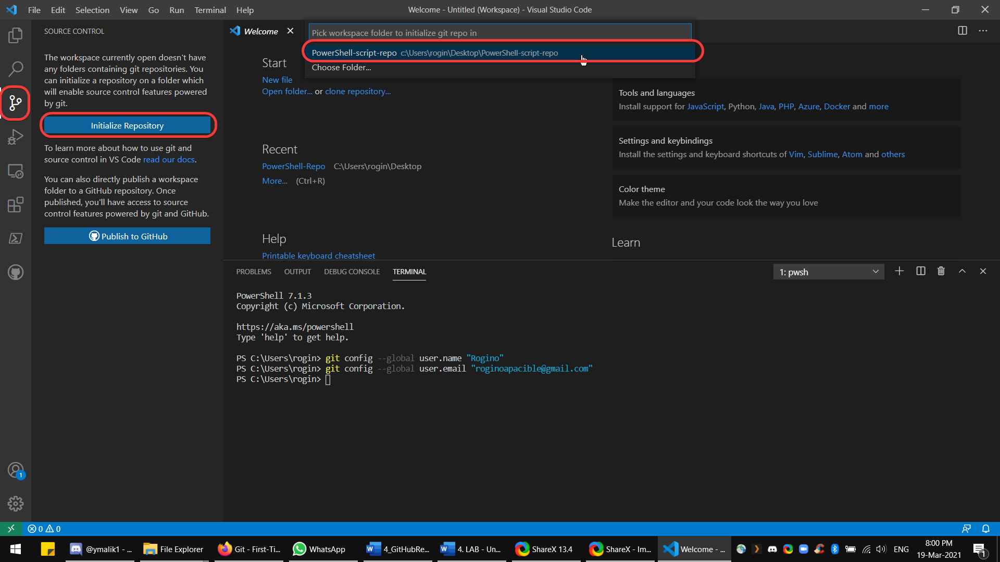 File Edit Selection View Go Run Terminal Help
Welcome - Untitled (Workspace) - Visual Studio Code
SOURCE CONTROL
The workspace currently open doesn't have
any folders containing git repositories. You
can initialize a repository on a folder which
will enable source control features powered
by git.
Initialize Repository
To learn more about how to use git and
source control in VS Code read our docs.
You can also directly publish a workspace
folder to a GitHub repository. Once
published, you'll have access to source
control features powered by git and GitHub.
Publish to GitHub
1
Welcome
Pick workspace folder to initialize git repo in
PowerShell-script-repo c:\Users\rogin\Desktop\PowerShell-script-repo
Choose Folder...
Start
New file
Open folder... or clone repository...
Recent
PowerShell-Repo C:\Users\rogin\Desktop
More... (Ctrl+R)
Help
Printable keyboard cheatsheet
Tools and languages
Install support for JavaScript, Python, Java, PHP, Azure, Docker and more
Settings and keybindings
Install the settings and keyboard shortcuts of Vim, Sublime, Atom and others
Color theme
Make the editor and your code look the way you love
Learn
PROBLEMS OUTPUT DEBUG CONSOLE TERMINAL
1: pwsh
PowerShell 7.1.3
Copyright (c) Microsoft Corporation.
https://aka.ms/powershell
Type 'help' to get help.
PS C:\Users\rogin> git config --global user.name "Rogino"
PS C:\Users\rogin> git config --global user.email "roginoapacible@gmail.com"
PS C:\Users\rogin>
0 0
@ymalik1 - ...
File Explorer
Git - First-Ti...
WhatsApp
4_GitHubRe...
4. LAB - Un...
ShareX 13.4
ShareX - Im...
Welcome - ...
ENG
8:00 PM
19-Mar-2021
1